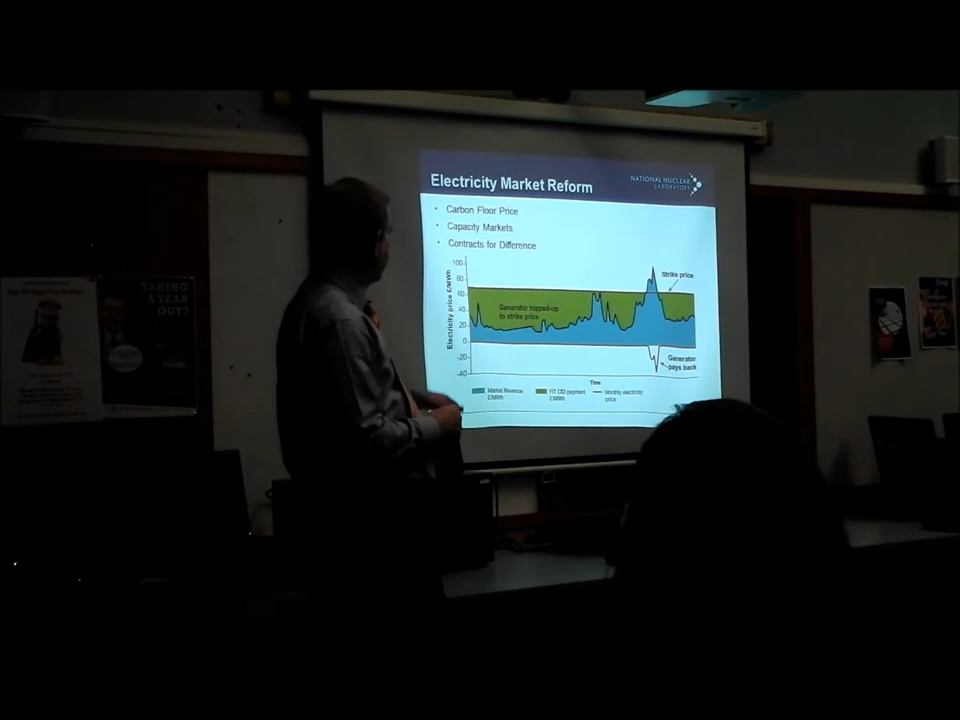 Electricity Market Reform
NATIONAL NUCLEAR
LABORATORY
• Carbon Floor Price
• Capacity Markets
• Contracts for Difference
Electricity price £/MWh
100
80
60
40
20
0
-20
-40
Strike price
Generator topped-up
to strike price
Generator
pays back
Time
Market Revenue
£/MWh
FiT CfD payment
£/MWh
Monthly electricity
price
TAKING
A YEAR
OUT?